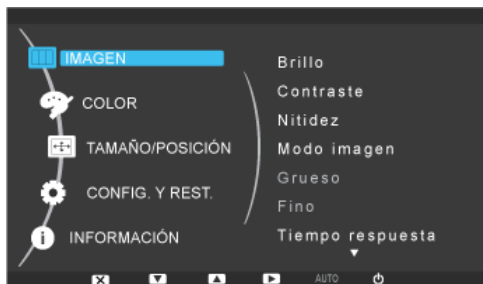 IMAGEN
COLOR
TAMAÑO/POSICIÓN
CONFIG. Y REST.
INFORMACIÓN
Brillo
Contraste
Nitidez
Modo imagen
Grueso
Fino
Tiempo respuesta
AUTO